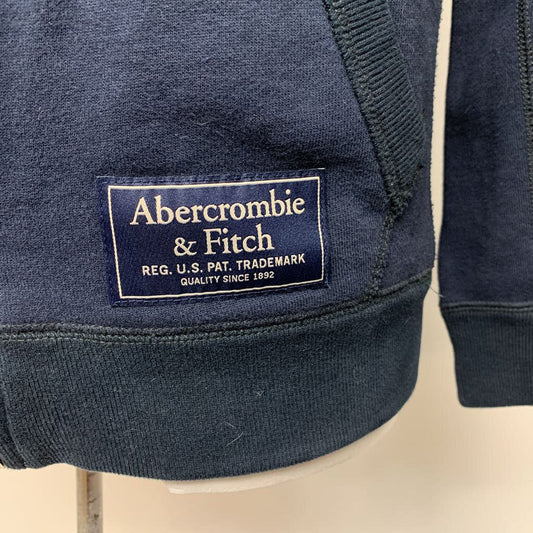 Abercrombie
& Fitch
REG. U.S. PAT. TRADEMARK
QUALITY SINCE 1892